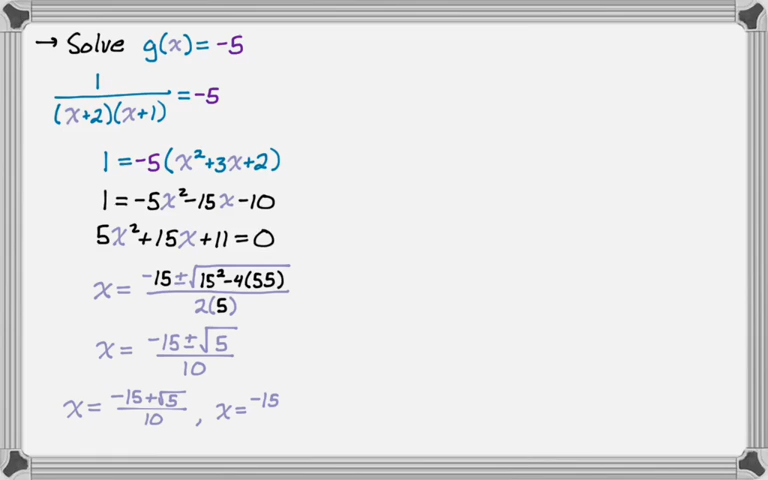 → Solve g(x) = -5
1/((x+2)(x+1)) = -5
1 = -5(x²+3x+2)
1 = -5x²-15x-10
5x²+15x+11 = 0
x = (-15±√(15²-4(55)))/(2(5))
x = (-15±√5)/10
x = (-15+√5)/10 , x = -15